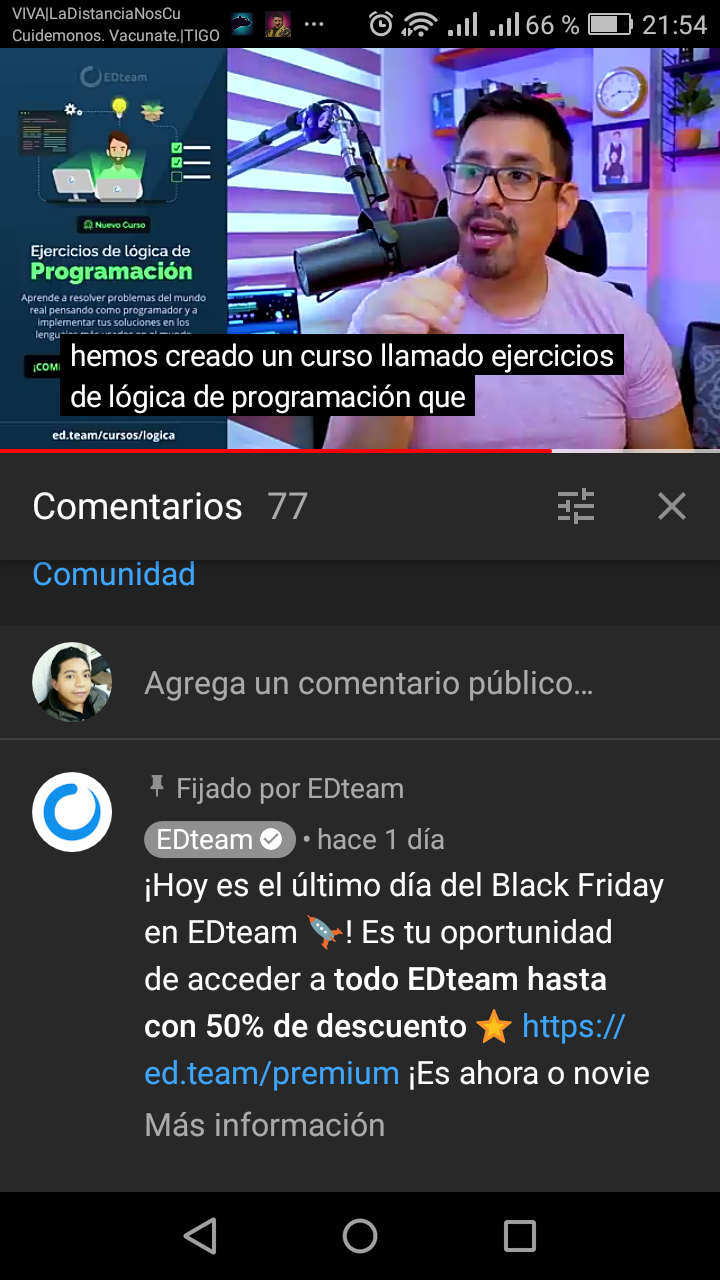 VIVA|LaDistanciaNosCu
Cuidemonos. Vacunate.|TIGO
66 %
21:54
EDteam
Nuevo Curso
Ejercicios de lógica de
Programación
Aprende a resolver problemas del mundo
real pensando como programador y a
implementar tus soluciones en los
ed.team/cursos/logica
hemos creado un curso llamado ejercicios
de lógica de programación que
Comentarios 77
Comunidad
Agrega un comentario público...
Fijado por EDteam
EDteam • hace 1 día
¡Hoy es el último día del Black Friday
en EDteam 🚀! Es tu oportunidad
de acceder a todo EDteam hasta
con 50% de descuento ⭐ https://
ed.team/premium ¡Es ahora o novie
Más información